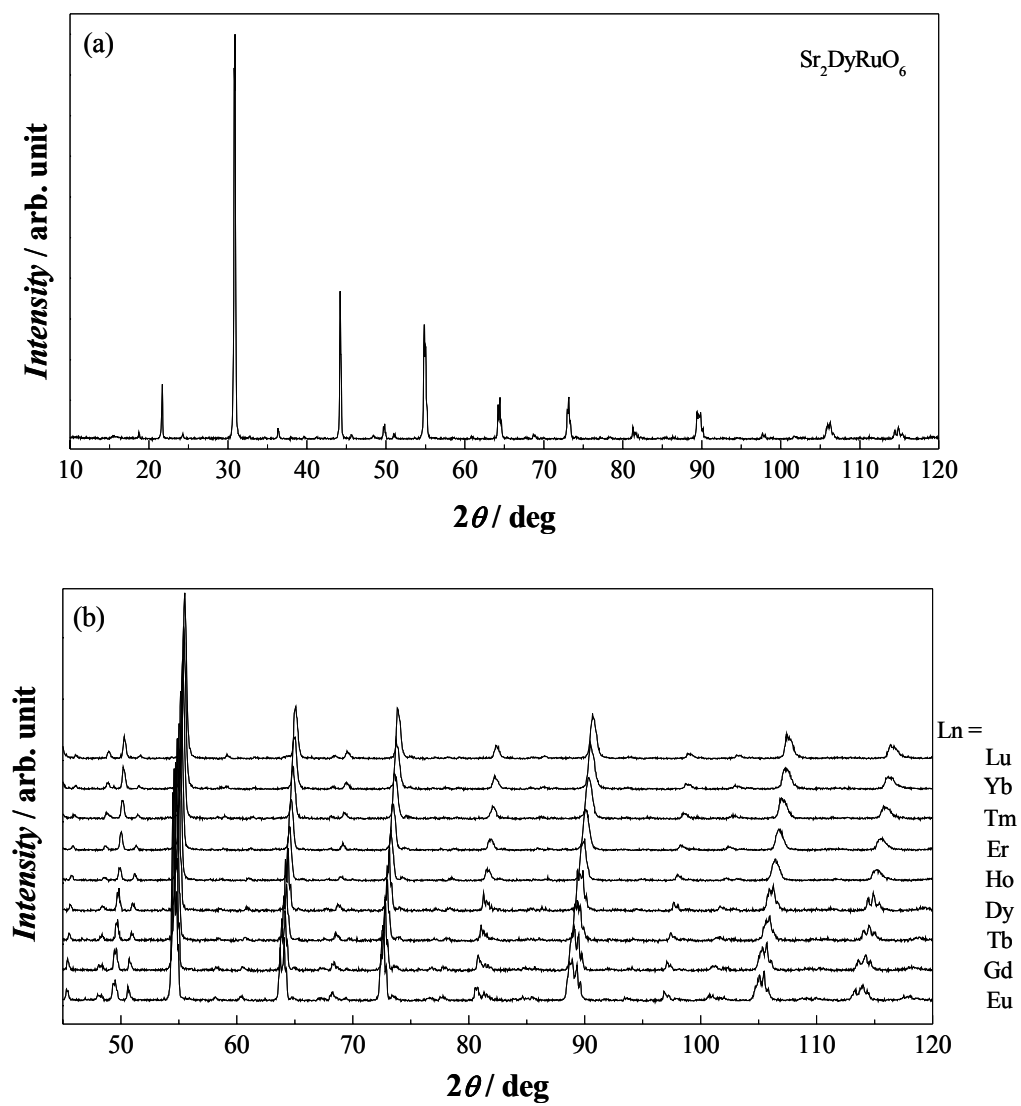 (a)
Sr₂DyRuO₆
Intensity / arb. unit
10 20 30 40 50 60 70 80 90 100 110 120
2θ / deg
(b)
Ln =
Lu
Yb
Tm
Er
Ho
Dy
Tb
Gd
Eu
Intensity / arb. unit
50 60 70 80 90 100 110 120
2θ / deg